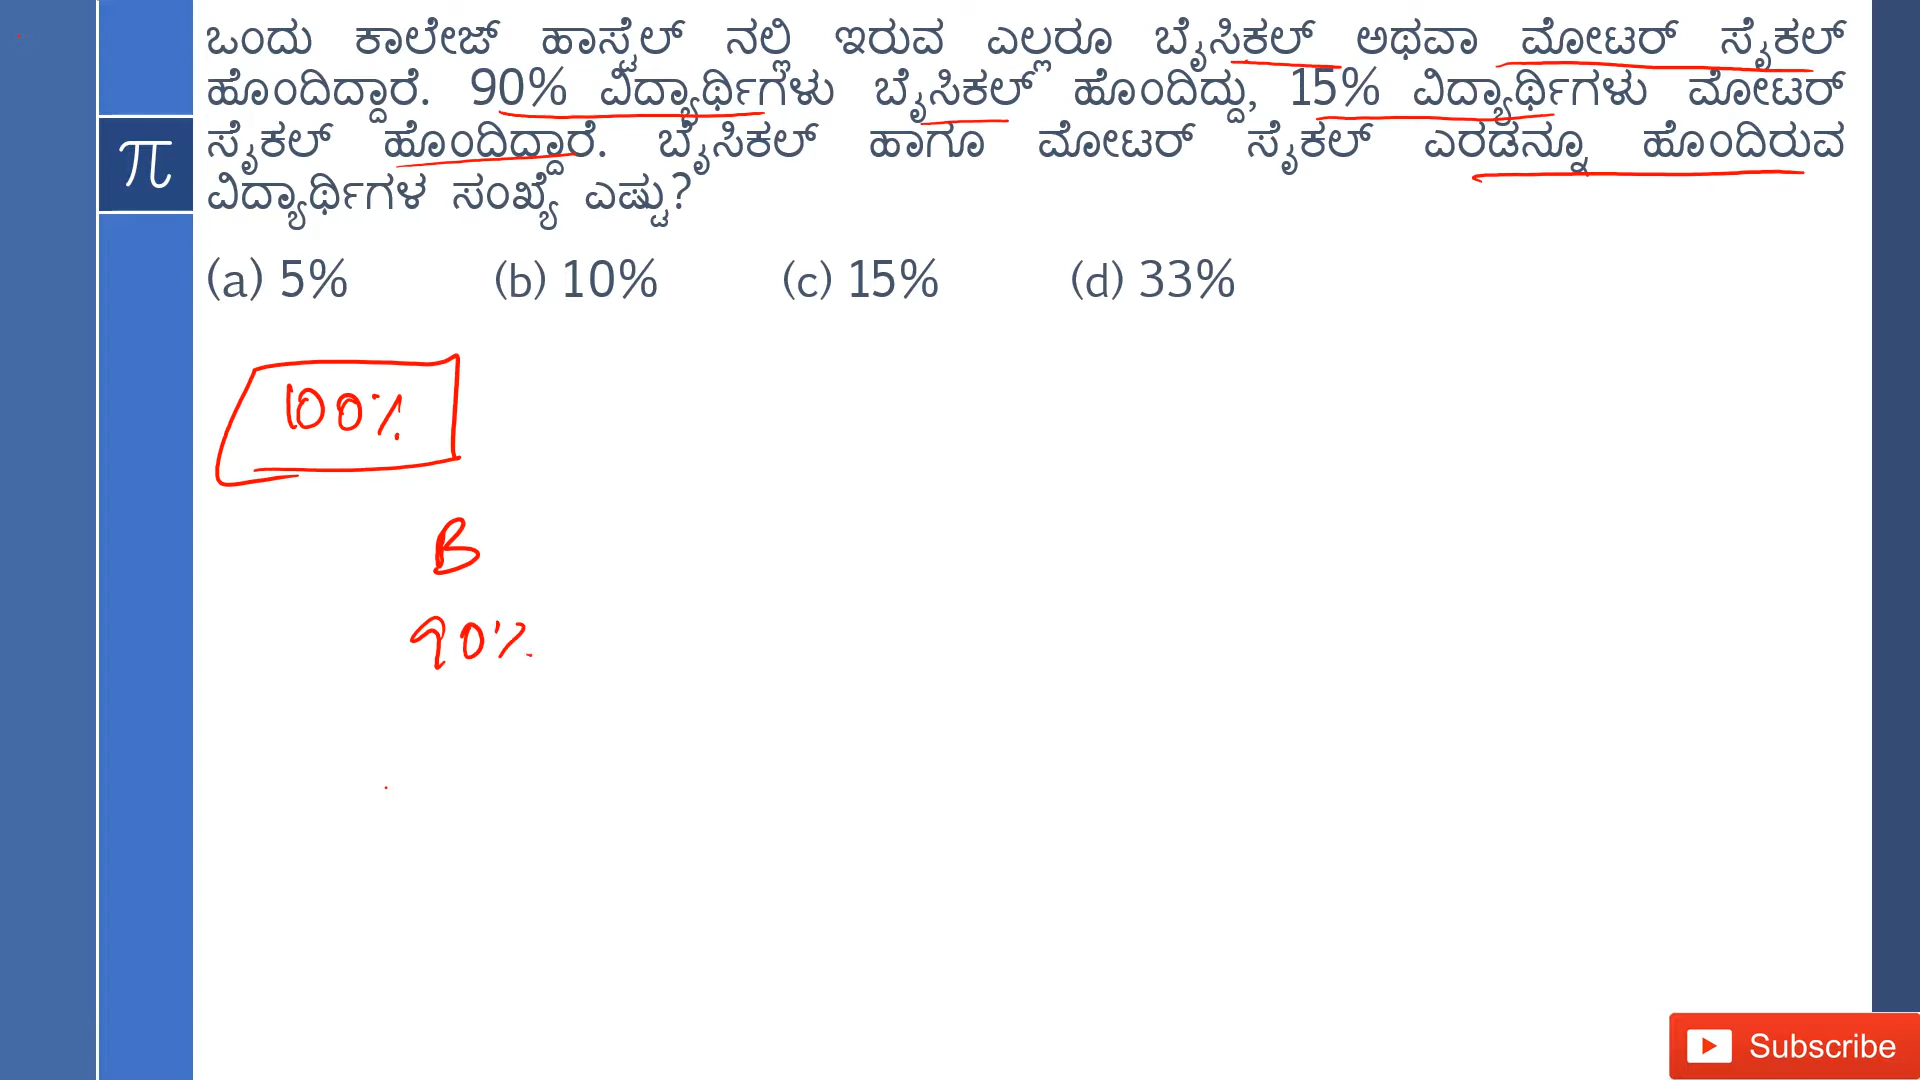 ಒಂದು ಕಾಲೇಜ್ ಹಾಸ್ಟೆಲ್ ನಲ್ಲಿ ಇರುವ ಎಲ್ಲರೂ ಬೈಸಿಕಲ್ ಅಥವಾ ಮೋಟರ್ ಸೈಕಲ್
ಹೊಂದಿದ್ದಾರೆ. 90% ವಿದ್ಯಾರ್ಥಿಗಳು ಬೈಸಿಕಲ್ ಹೊಂದಿದ್ದು, 15% ವಿದ್ಯಾರ್ಥಿಗಳು ಮೋಟರ್
π ಸೈಕಲ್ ಹೊಂದಿದ್ದಾರೆ. ಬೈಸಿಕಲ್ ಹಾಗೂ ಮೋಟರ್ ಸೈಕಲ್ ಎರಡನ್ನೂ ಹೊಂದಿರುವ
ವಿದ್ಯಾರ್ಥಿಗಳ ಸಂಖ್ಯೆ ಎಷ್ಟು?
(a) 5% (b) 10% (c) 15% (d) 33%
100%
B
90%
Subscribe